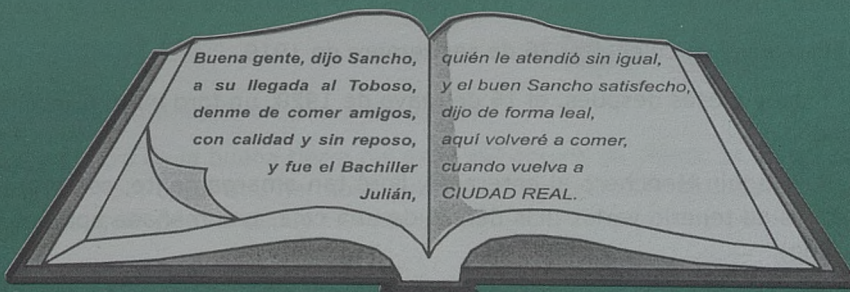 Buena gente, dijo Sancho,
a su llegada al Toboso,
denme de comer amigos,
con calidad y sin reposo,
y fue el Bachiller
Julián,
quién le atendió sin igual,
y el buen Sancho satisfecho,
dijo de forma leal,
aquí volveré a comer,
cuando vuelva a
CIUDAD REAL.